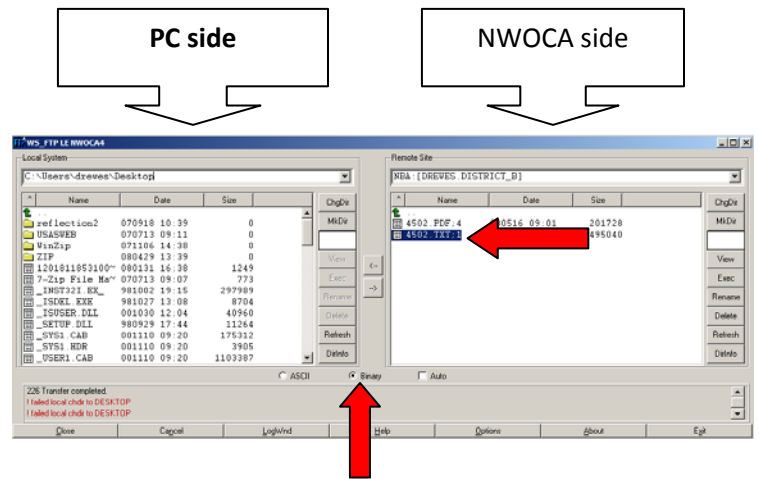 PC side
NWOCA side
WS_FTP LE NWOCA4
Local System
C:\Users\drewes\Desktop
^ Name Date Size
..
reflection2 070918 10:39 0
USASWEB 070713 09:11 0
WinZip 071106 14:38 0
ZIP 080429 13:39 0
1201811853100~ 080131 16:38 1249
7-Zip File Ma~ 070713 09:07 773
_INST32I.EX_ 981002 19:15 297989
_ISDEL.EXE 981027 13:08 8704
_ISUSER.DLL 001030 12:04 40960
_SETUP.DLL 980929 17:44 11264
_SYS1.CAB 001110 09:20 175312
_SYS1.HDR 001110 09:20 3905
_USER1.CAB 001110 09:20 1103387
ChgDir
MkDir
View
Exec
Rename
Delete
Refresh
DirInfo
<--
-->
Remote Site
NBA:[DREWES.DISTRICT_B]
^ Name Date Size
..
4502.PDF;4 080516 09:01 201728
4502.TXT;1 495040
ChgDir
MkDir
View
Exec
Rename
Delete
Refresh
DirInfo
ASCII Binary Auto
226 Transfer completed.
! failed local chdir to DESKTOP
! failed local chdir to DESKTOP
Close Cancel LogWnd Help Options About Exit